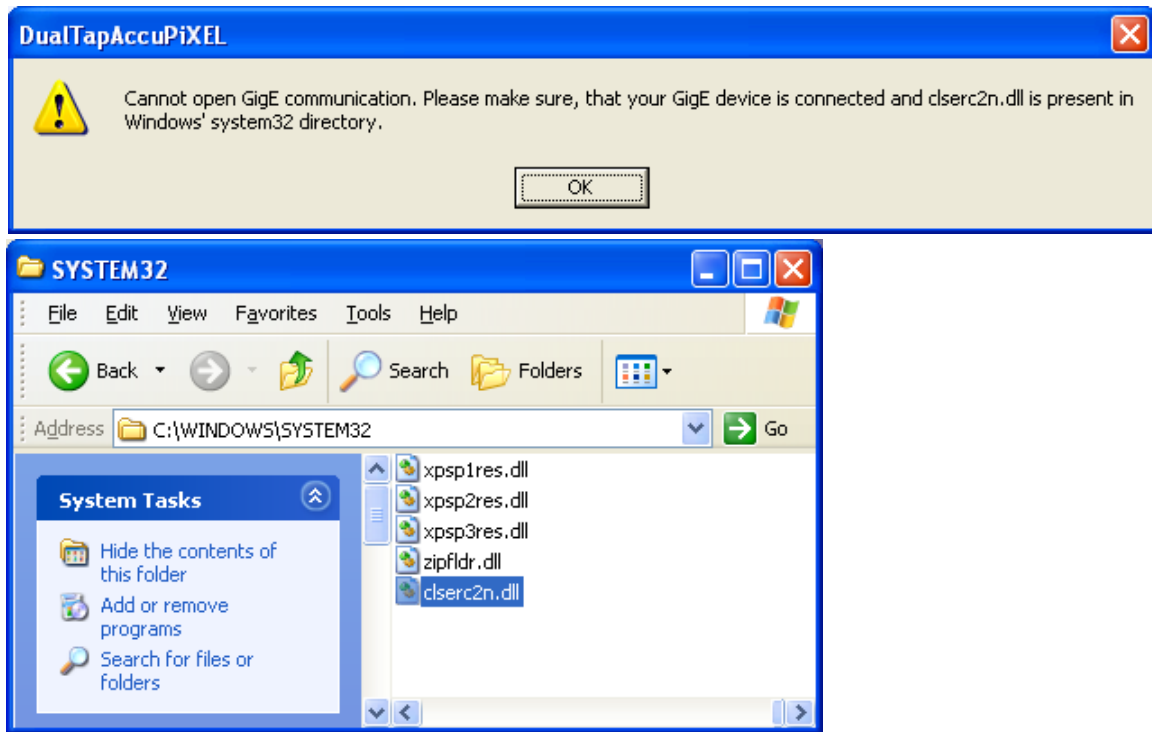 DualTapAccuPiXEL
Cannot open GigE communication. Please make sure, that your GigE device is connected and clserc2n.dll is present in
Windows' system32 directory.
OK
SYSTEM32
File Edit View Favorites Tools Help
Back Search Folders
Address C:\WINDOWS\SYSTEM32 Go
System Tasks
Hide the contents of
this folder
Add or remove
programs
Search for files or
folders
xpsp1res.dll
xpsp2res.dll
xpsp3res.dll
zipfldr.dll
clserc2n.dll